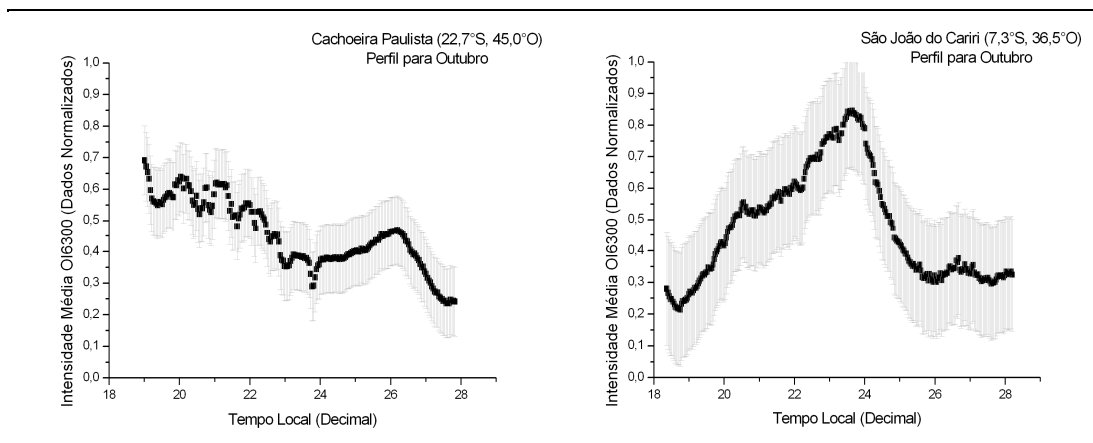 Cachoeira Paulista (22,7°S, 45,0°O)
Perfil para Outubro
Intensidade Média OI6300 (Dados Normalizados)
1,0
0,9
0,8
0,7
0,6
0,5
0,4
0,3
0,2
0,1
0,0
18 20 22 24 26 28
Tempo Local (Decimal)
São João do Cariri (7,3°S, 36,5°O)
Perfil para Outubro
Intensidade Média OI6300 (Dados Normalizados)
1,0
0,9
0,8
0,7
0,6
0,5
0,4
0,3
0,2
0,1
0,0
18 20 22 24 26 28
Tempo Local (Decimal)